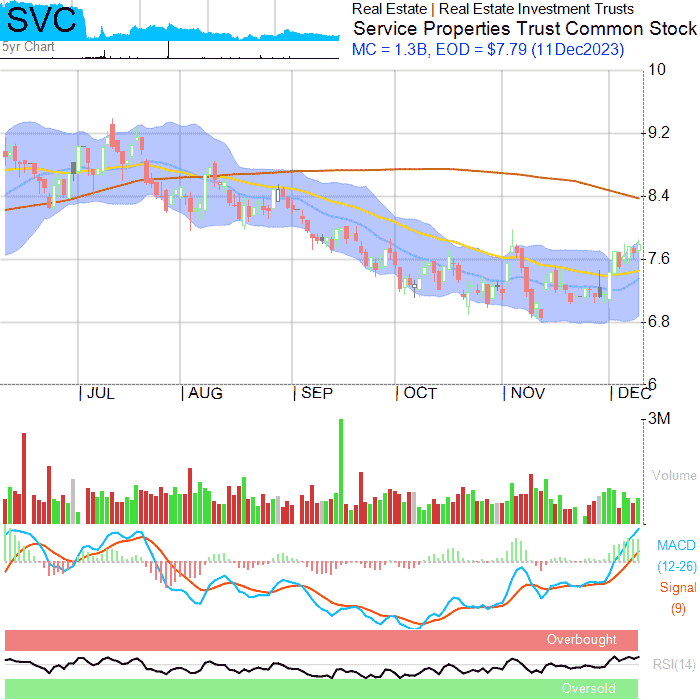 SVC
5yr Chart
Real Estate | Real Estate Investment Trusts
Service Properties Trust Common Stock
MC = 1.3B, EOD = $7.79 (11Dec2023)
10
9.2
8.4
7.6
6.8
6
JUL AUG SEP OCT NOV DEC
3M
Volume
MACD
(12-26)
Signal
(9)
Overbought
RSI(14)
Oversold